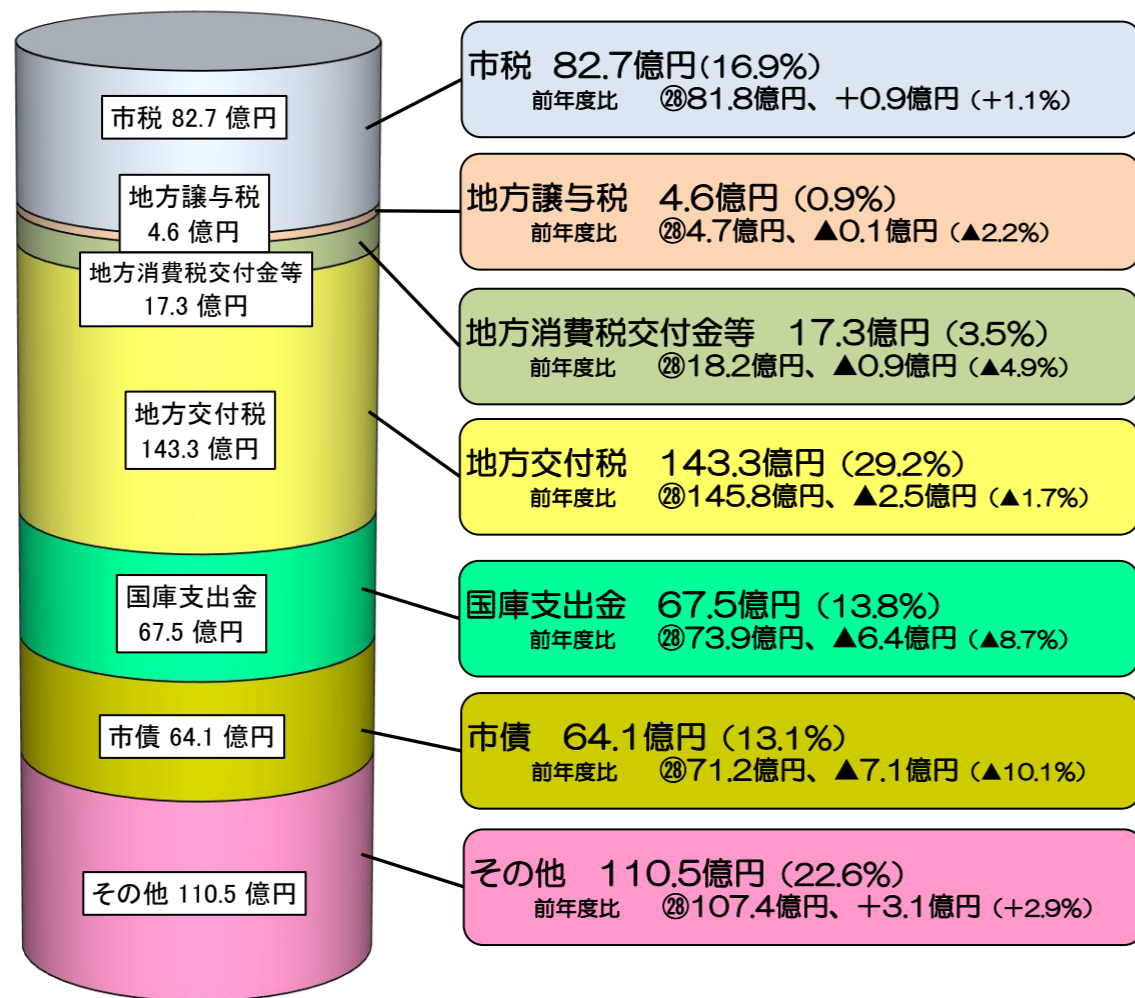 市税 82.7 億円
地方譲与税
4.6 億円
地方消費税交付金等
17.3 億円
地方交付税
143.3 億円
国庫支出金
67.5 億円
市債 64.1 億円
その他 110.5 億円
市税 82.7億円(16.9%)
前年度比 ㉘81.8億円、+0.9億円(+1.1%)
地方譲与税 4.6億円(0.9%)
前年度比 ㉘4.7億円、▲0.1億円(▲2.2%)
地方消費税交付金等 17.3億円(3.5%)
前年度比 ㉘18.2億円、▲0.9億円(▲4.9%)
地方交付税 143.3億円(29.2%)
前年度比 ㉘145.8億円、▲2.5億円(▲1.7%)
国庫支出金 67.5億円(13.8%)
前年度比 ㉘73.9億円、▲6.4億円(▲8.7%)
市債 64.1億円(13.1%)
前年度比 ㉘71.2億円、▲7.1億円(▲10.1%)
その他 110.5億円(22.6%)
前年度比 ㉘107.4億円、+3.1億円(+2.9%)